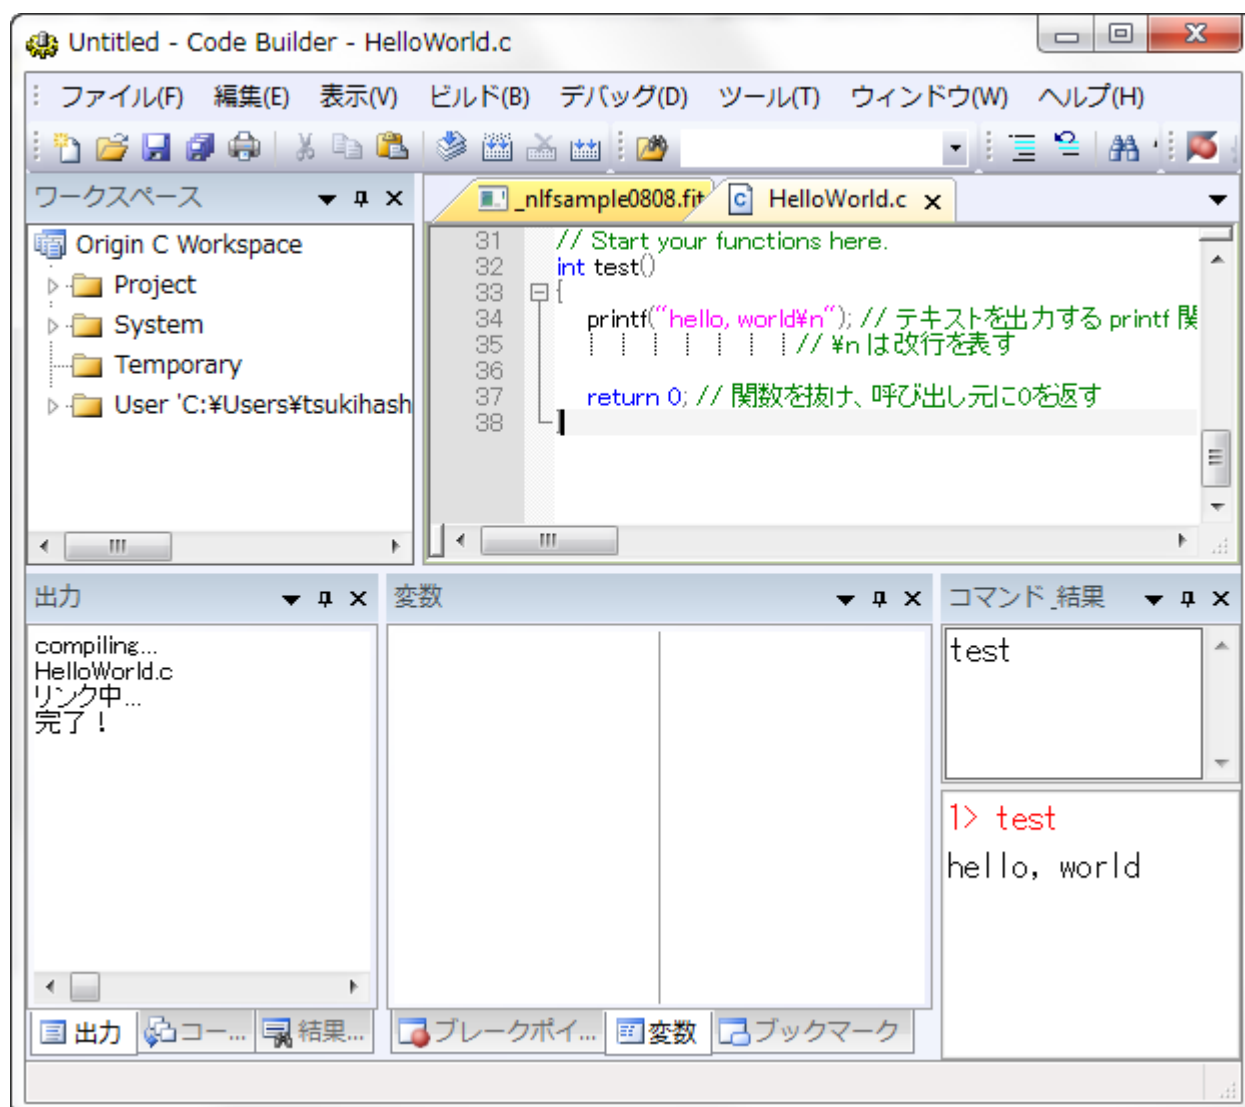 Untitled - Code Builder - HelloWorld.c
ファイル(F) 編集(E) 表示(V) ビルド(B) デバッグ(D) ツール(T) ウィンドウ(W) ヘルプ(H)
ワークスペース
Origin C Workspace
Project
System
Temporary
User 'C:¥Users¥tsukihash
_nlfsample0808.fit
HelloWorld.c
31 // Start your functions here.
32 int test()
33 {
34 printf("hello, world¥n"); // テキストを出力する printf 関
35 // ¥n は改行を表す
36
37 return 0; // 関数を抜け、呼び出し元に0を返す
38 }
出力
compiling...
HelloWorld.c
リンク中...
完了！
出力 コー... 結果...
変数
ブレークポイ... 変数 ブックマーク
コマンド_結果
test
1> test
hello, world